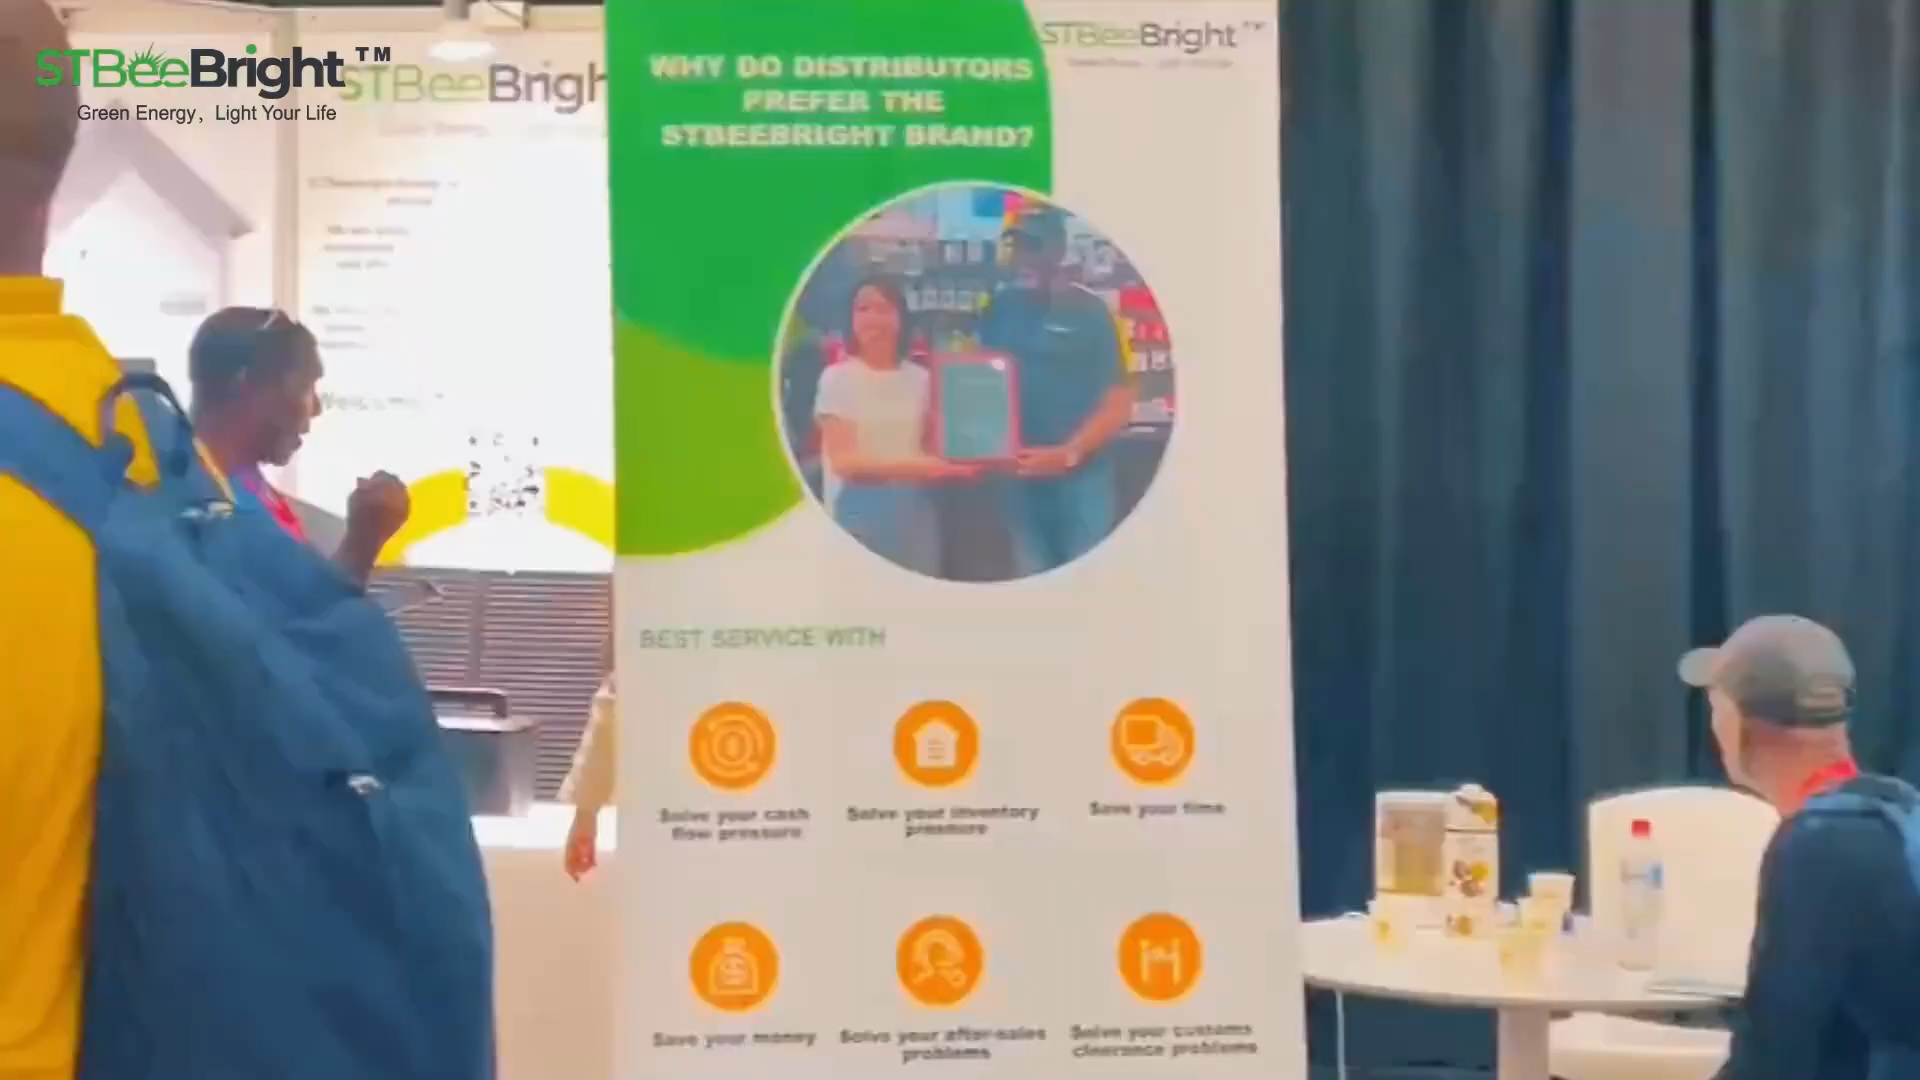 STBeeBright™
Green Energy, Light Your Life
STBeeBrigh
STBeeBright™
WHY DO DISTRIBUTORS
PREFER THE
STBEEBRIGHT BRAND?
BEST SERVICE WITH
Solve your cash
flow pressure
Solve your inventory
pressure
Save your time
Save your money
Solve your after-sales
problems
Solve your customs
clearance problems